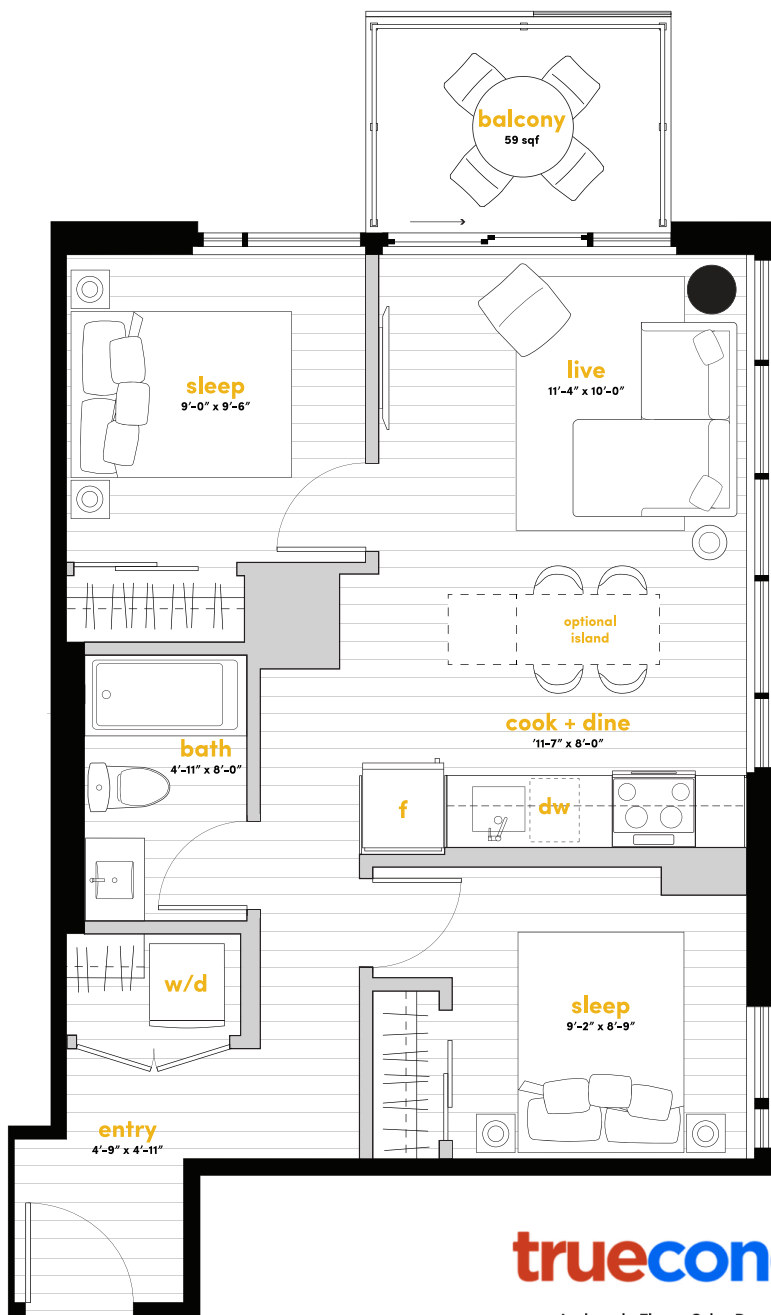 balcony
59 sqf
sleep
9'-0" x 9'-6"
live
11'-4" x 10'-0"
optional
island
cook + dine
'11-7" x 8'-0"
bath
4'-11" x 8'-0"
f
dw
w/d
sleep
9'-2" x 8'-9"
entry
4'-9" x 4'-11"
truecon